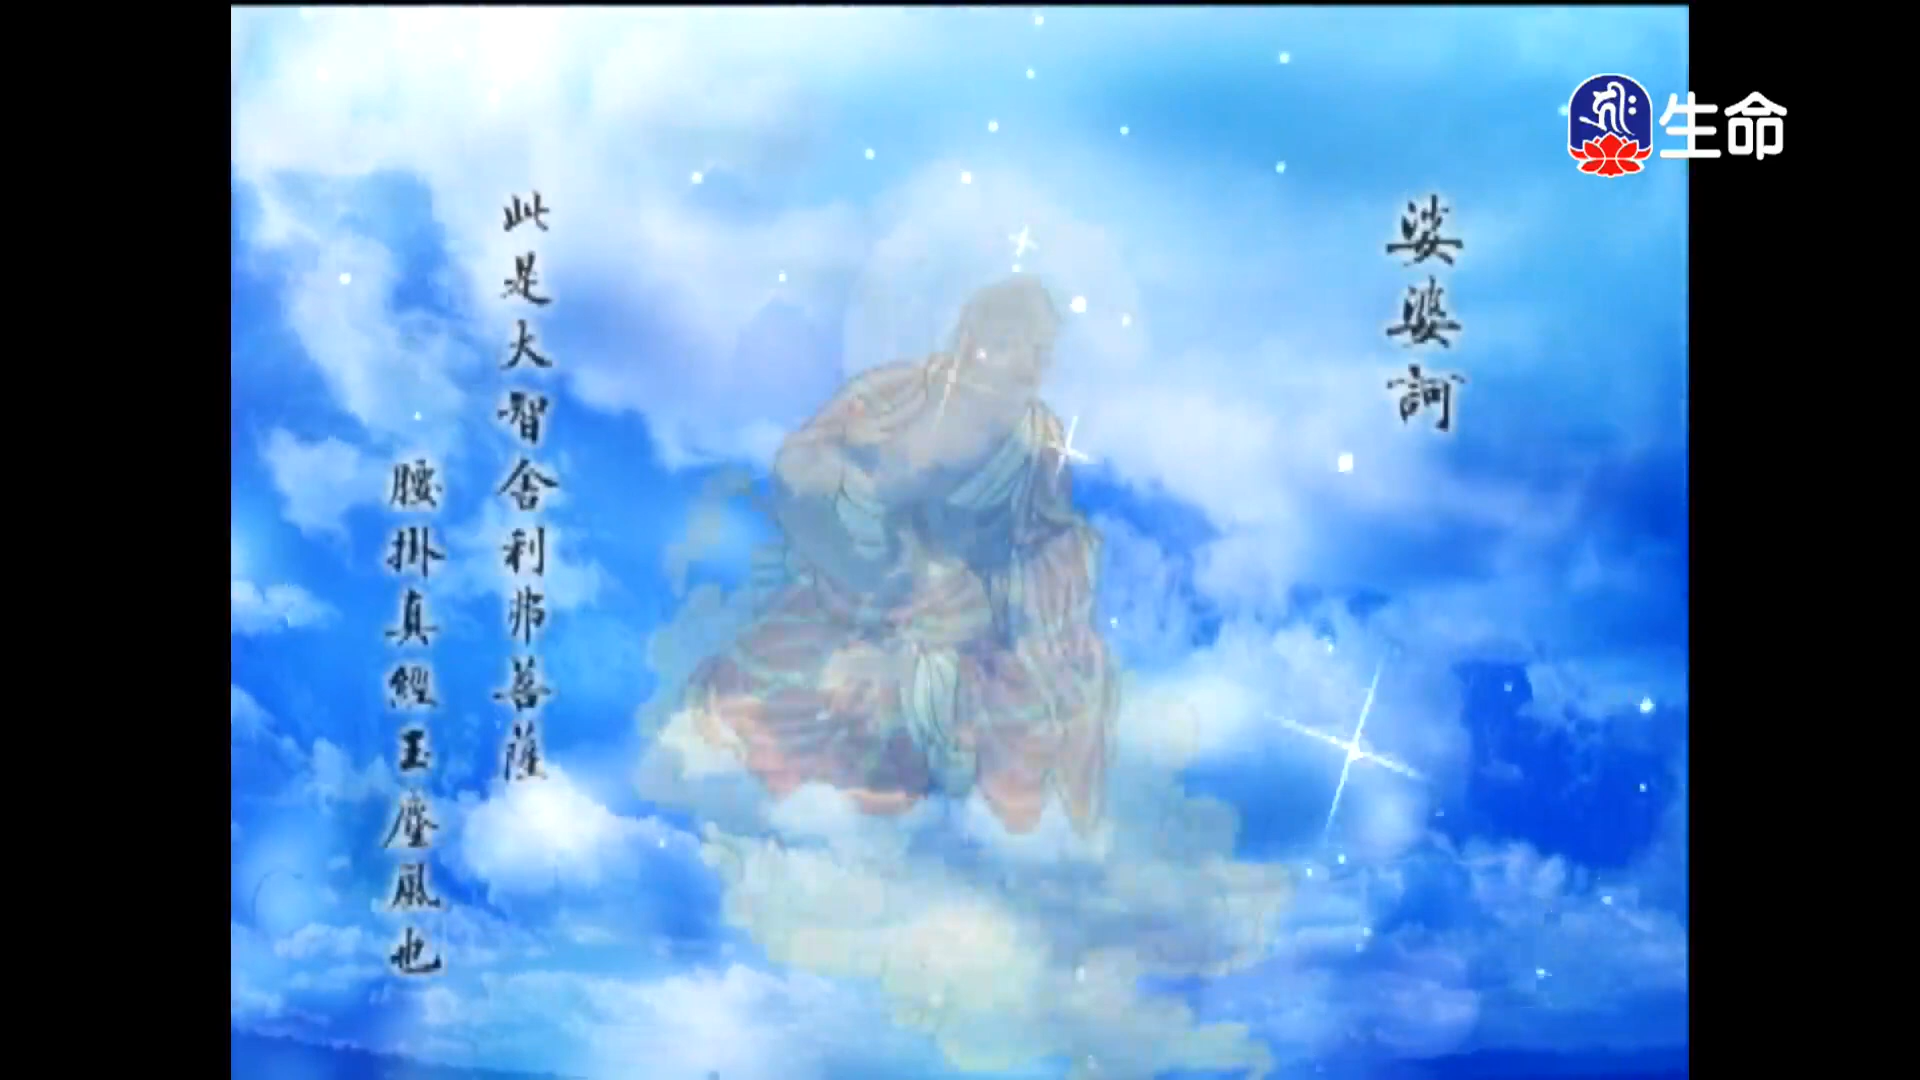 生命
娑婆訶
此是大智舍利弗菩薩
腰掛真經玉座風也